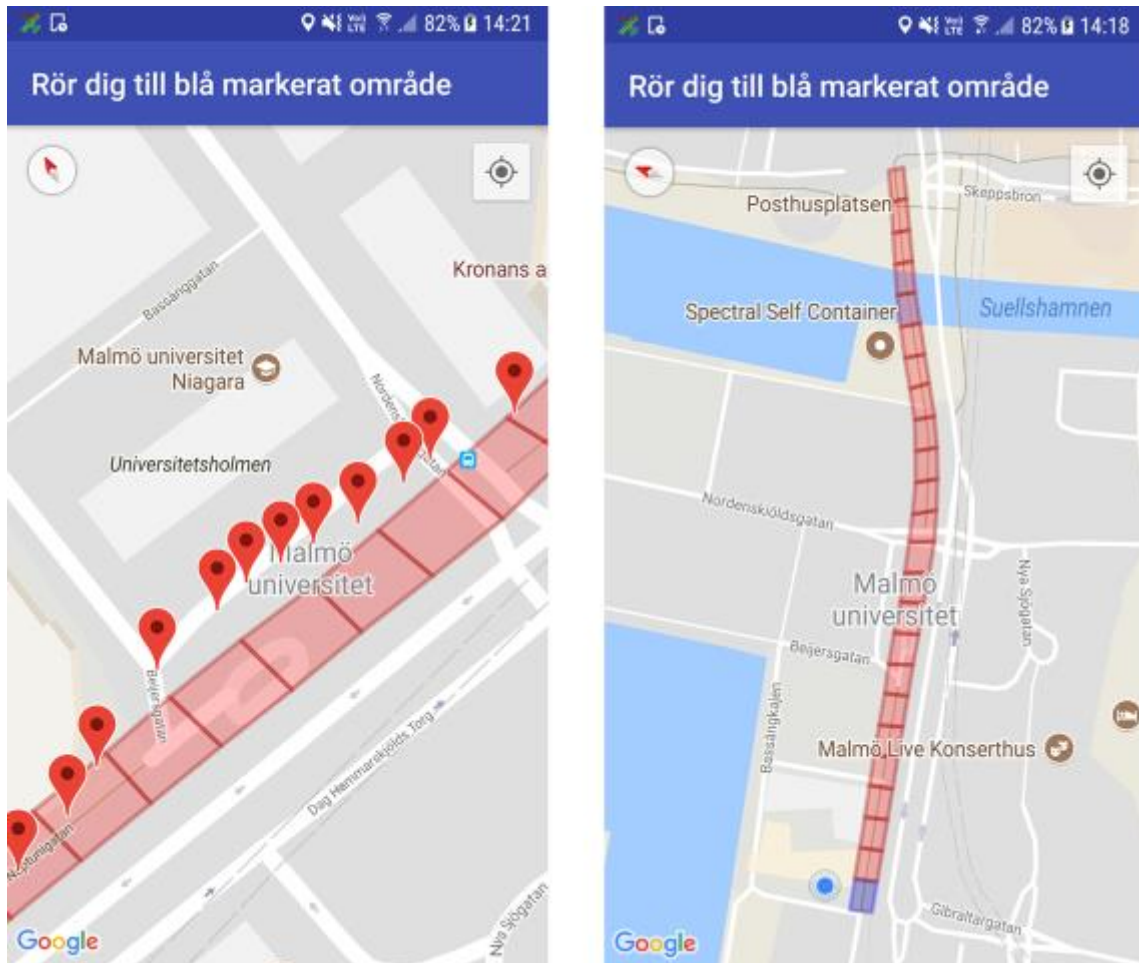 82% 14:21
Rör dig till blå markerat område
Bassänggatan
Kronans a
Malmö universitet
Niagara
Universitetsholmen
Malmö
universitet
Beijersgatan
Neptunigatan
Dag Hammarskjölds Torg
Nya Sjögatan
Google
82% 14:18
Rör dig till blå markerat område
Skeppsbron
Posthusplatsen
Spectral Self Container
Suellshamnen
Nordenskiöldsgatan
Nya Sjögatan
Malmö
universitet
Beijersgatan
Bassängkajen
Malmö Live Konserthus
Gibraltargatan
Google